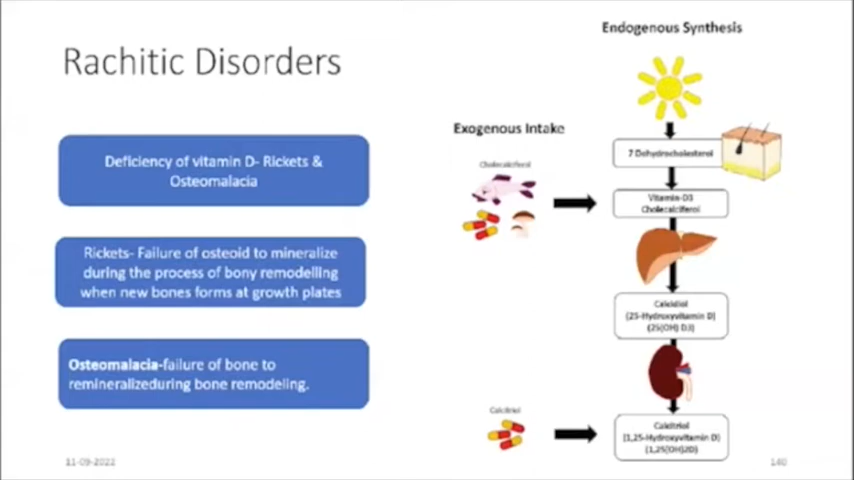 Rachitic Disorders
Deficiency of vitamin D- Rickets &
Osteomalacia
Rickets- Failure of osteoid to mineralize
during the process of bony remodelling
when new bones forms at growth plates
Osteomalacia-failure of bone to
remineralizeduring bone remodeling.
11-09-2022
Endogenous Synthesis
Exogenous Intake
7 Dehydrocholesterol
Cholecalciferol
Vitamin-D3
Cholecalciferol
Calcidiol
(25-Hydroxyvitamin D)
(25(OH) D3)
Calcitriol
Calcitriol
(1,25-Hydroxyvitamin D)
(1,25(OH)2D)
140